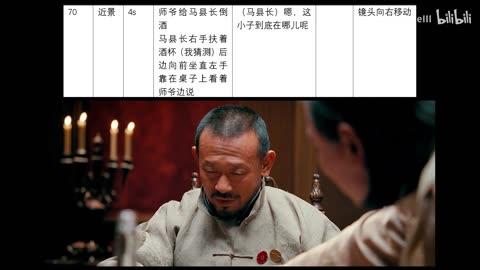 70 近景 4s 师爷给马县长倒 （马县长）嗯，这 镜头向右移动
酒 小子到底在哪儿呢
马县长右手扶着
酒杯（我猜测）后
边向前坐直左手
靠在桌子上看着
师爷边说
elll bilibili